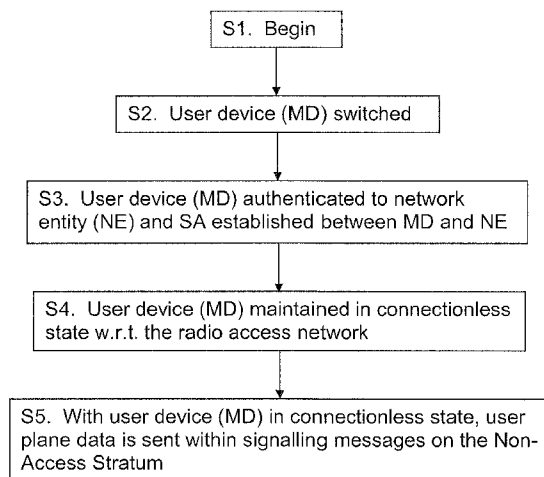 S1. Begin
S2. User device (MD) switched
S3. User device (MD) authenticated to network
entity (NE) and SA established between MD and NE
S4. User device (MD) maintained in connectionless
state w.r.t. the radio access network
S5. With user device (MD) in connectionless state, user
plane data is sent within signalling messages on the Non-
Access Stratum